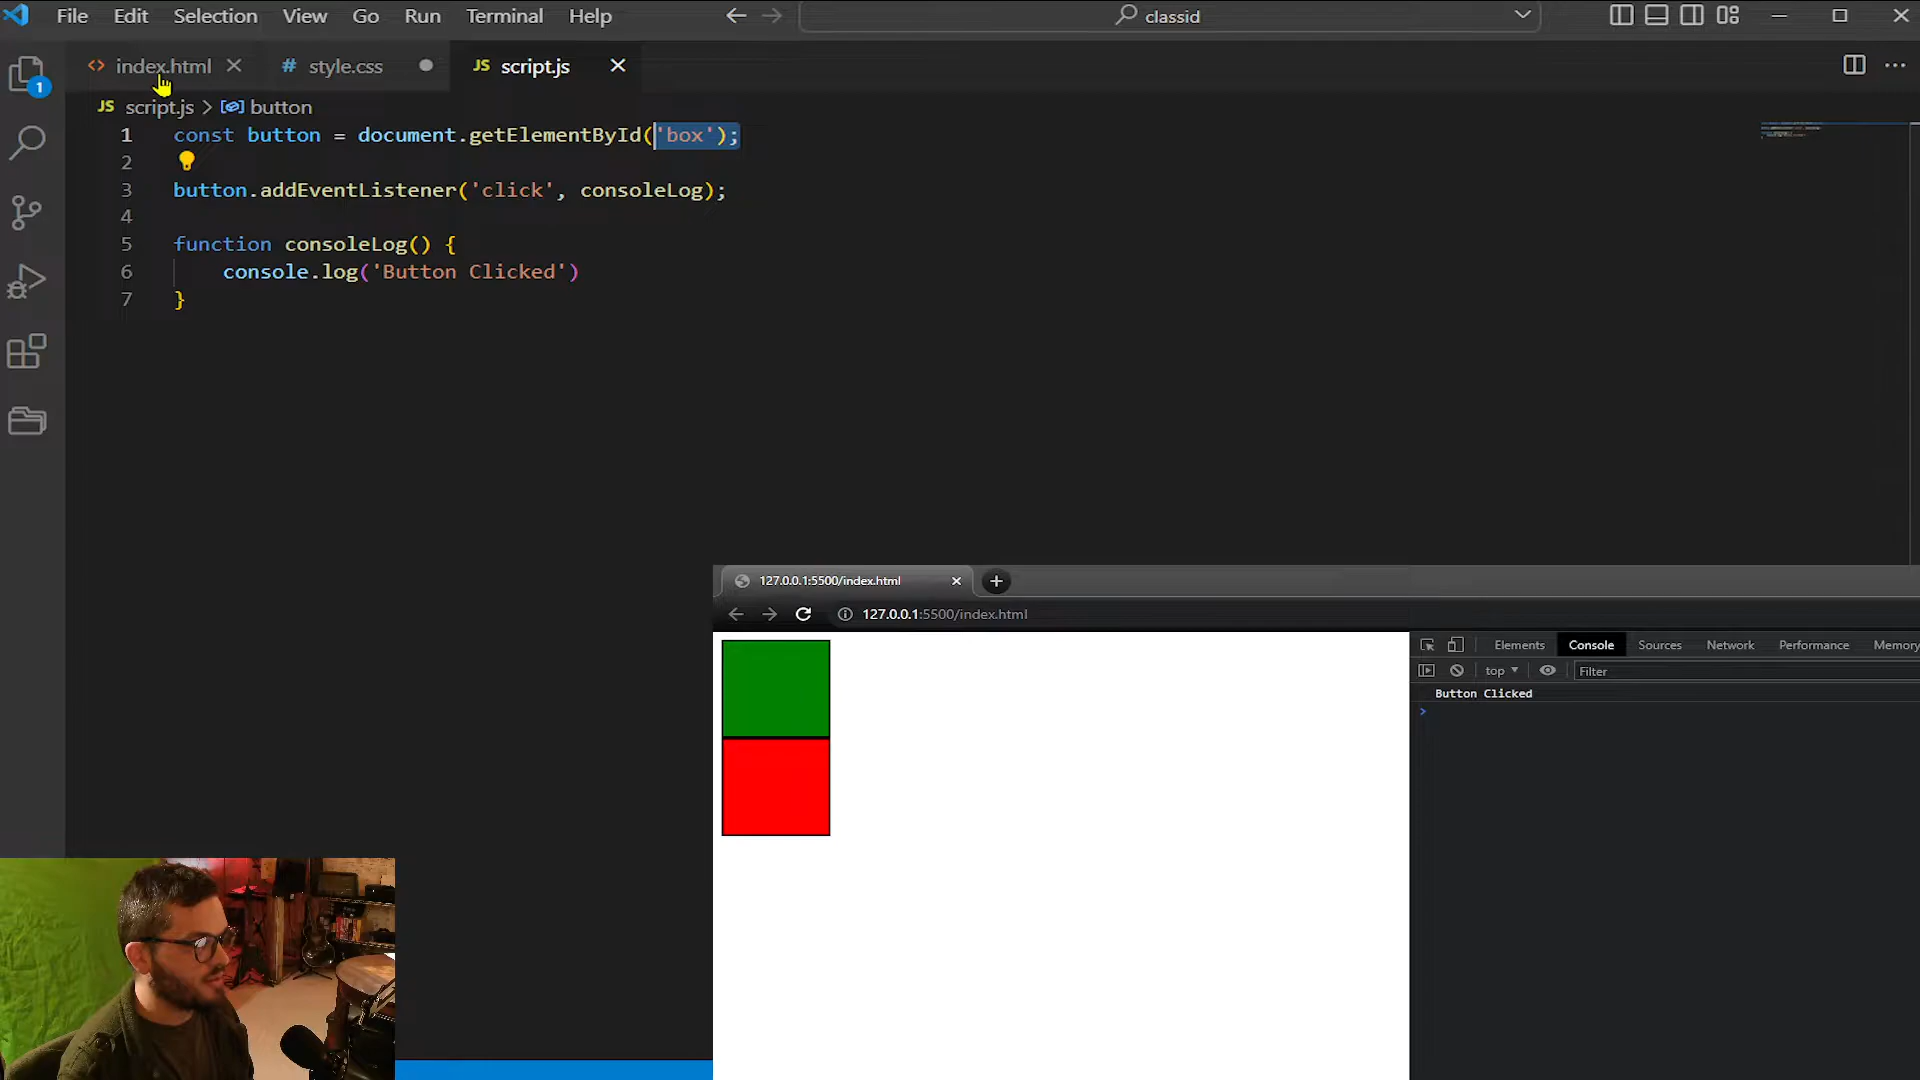 File Edit Selection View Go Run Terminal Help classid
index.html # style.css JS script.js
1
JS script.js > button
1 const button = document.getElementById('box');
2
3 button.addEventListener('click', consoleLog);
4
5 function consoleLog() {
6 console.log('Button Clicked')
7 }
127.0.0.1:5500/index.html
127.0.0.1:5500/index.html
Elements Console Sources Network Performance Memory
top Filter
Button Clicked